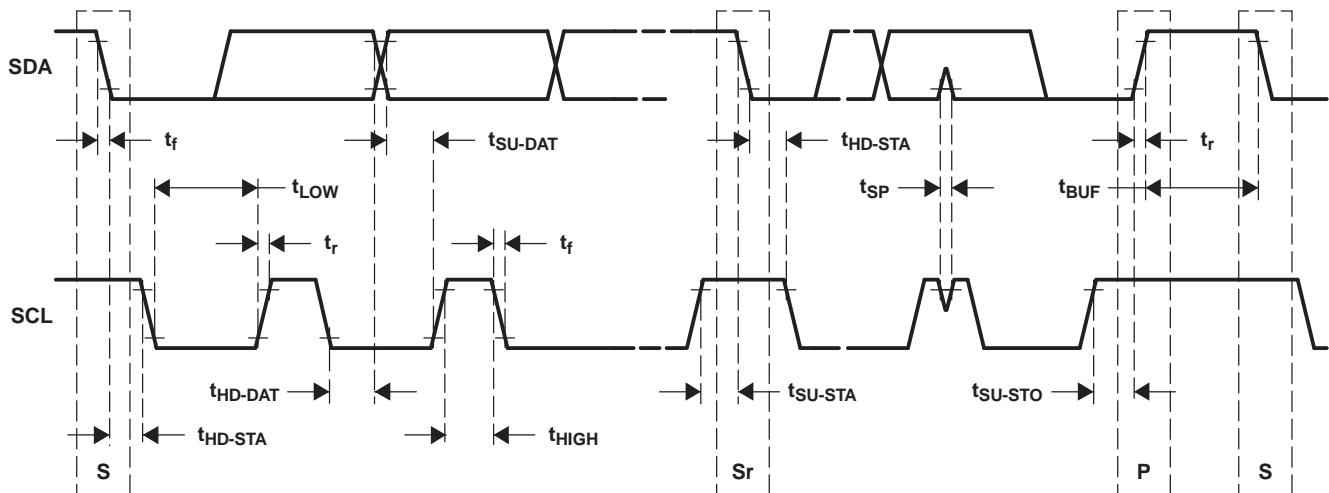 SDA
t_f
t_SU-DAT
t_HD-STA
t_r
t_LOW
t_SP
t_BUF
t_r
t_f
SCL
t_HD-DAT
t_SU-STA
t_SU-STO
t_HD-STA
t_HIGH
S
Sr
P
S